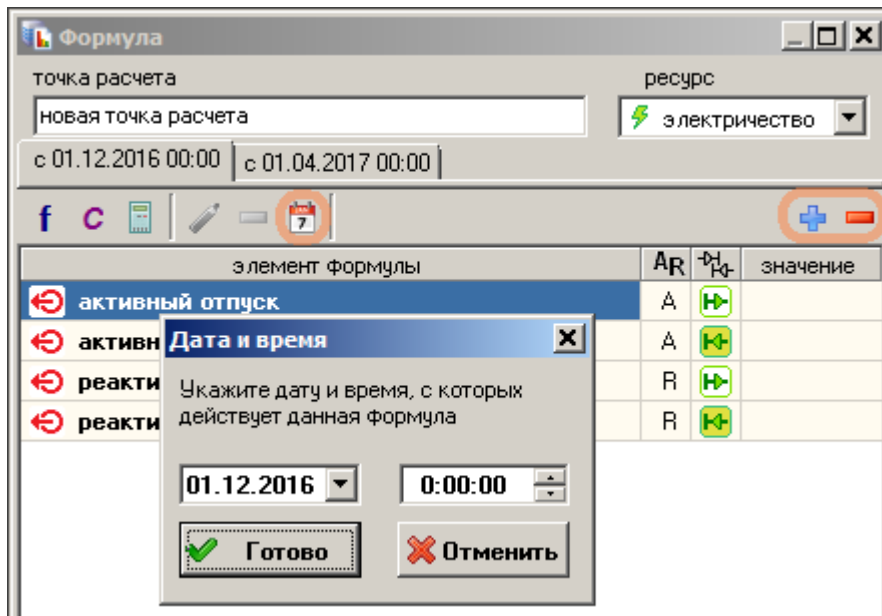 Формула
точка расчета
ресурс
новая точка расчета
электричество
с 01.12.2016 00:00
с 01.04.2017 00:00
f C 7
элемент формулы
AR
значение
активный отпуск
A
активн
A
реакти
R
реакти
R
Дата и время
Укажите дату и время, с которых
действует данная формула
01.12.2016
0:00:00
Готово
Отменить